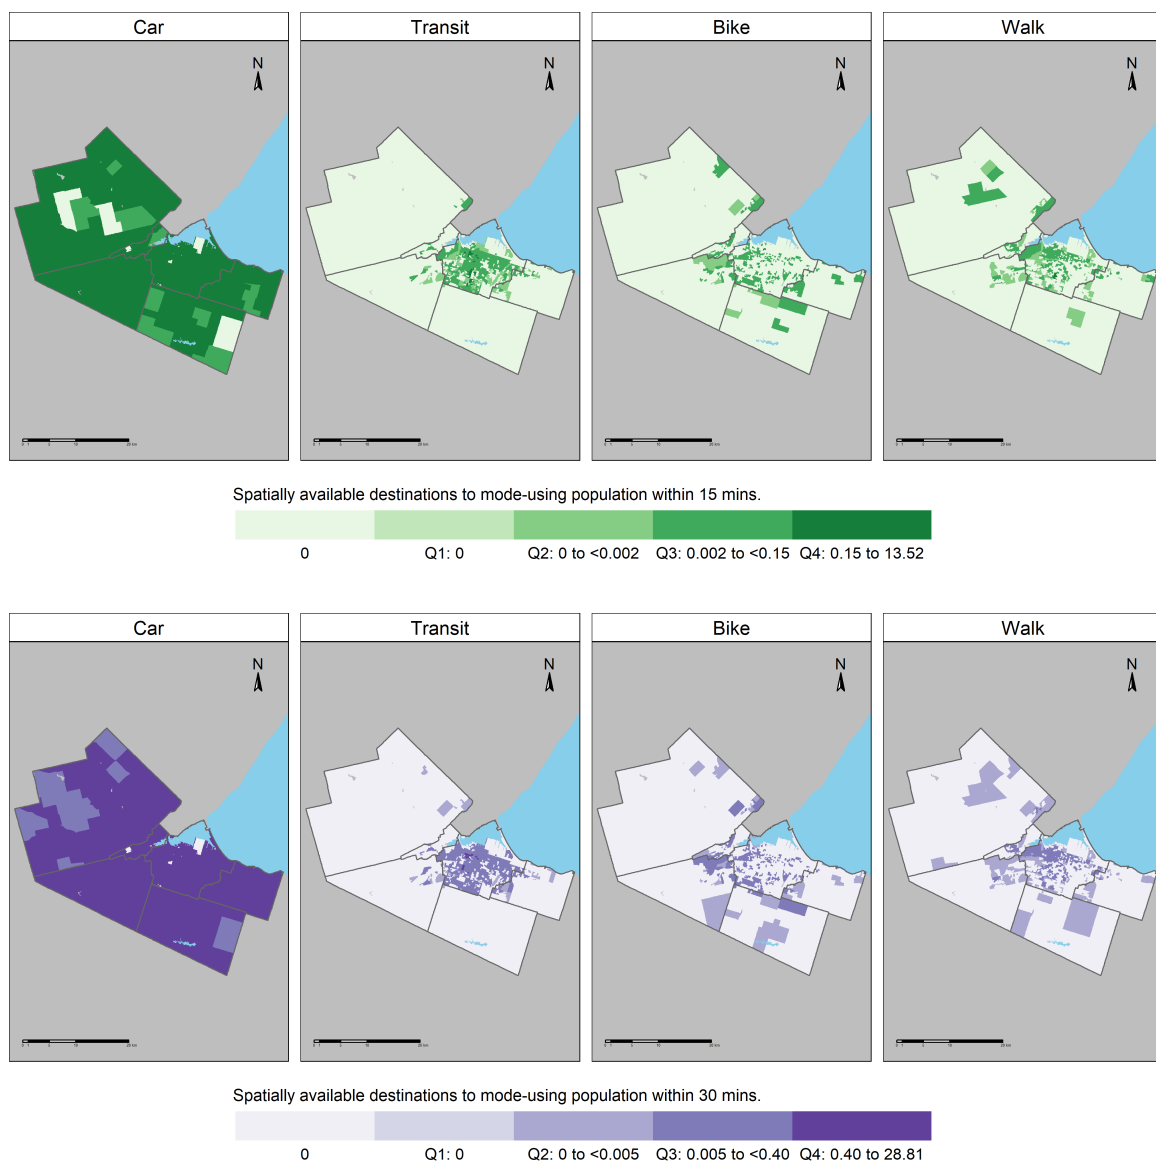 Car Transit Bike Walk
N N N N
Spatially available destinations to mode-using population within 15 mins.
0 Q1: 0 Q2: 0 to <0.002 Q3: 0.002 to <0.15 Q4: 0.15 to 13.52
Car Transit Bike Walk
N N N N
Spatially available destinations to mode-using population within 30 mins.
0 Q1: 0 Q2: 0 to <0.005 Q3: 0.005 to <0.40 Q4: 0.40 to 28.81